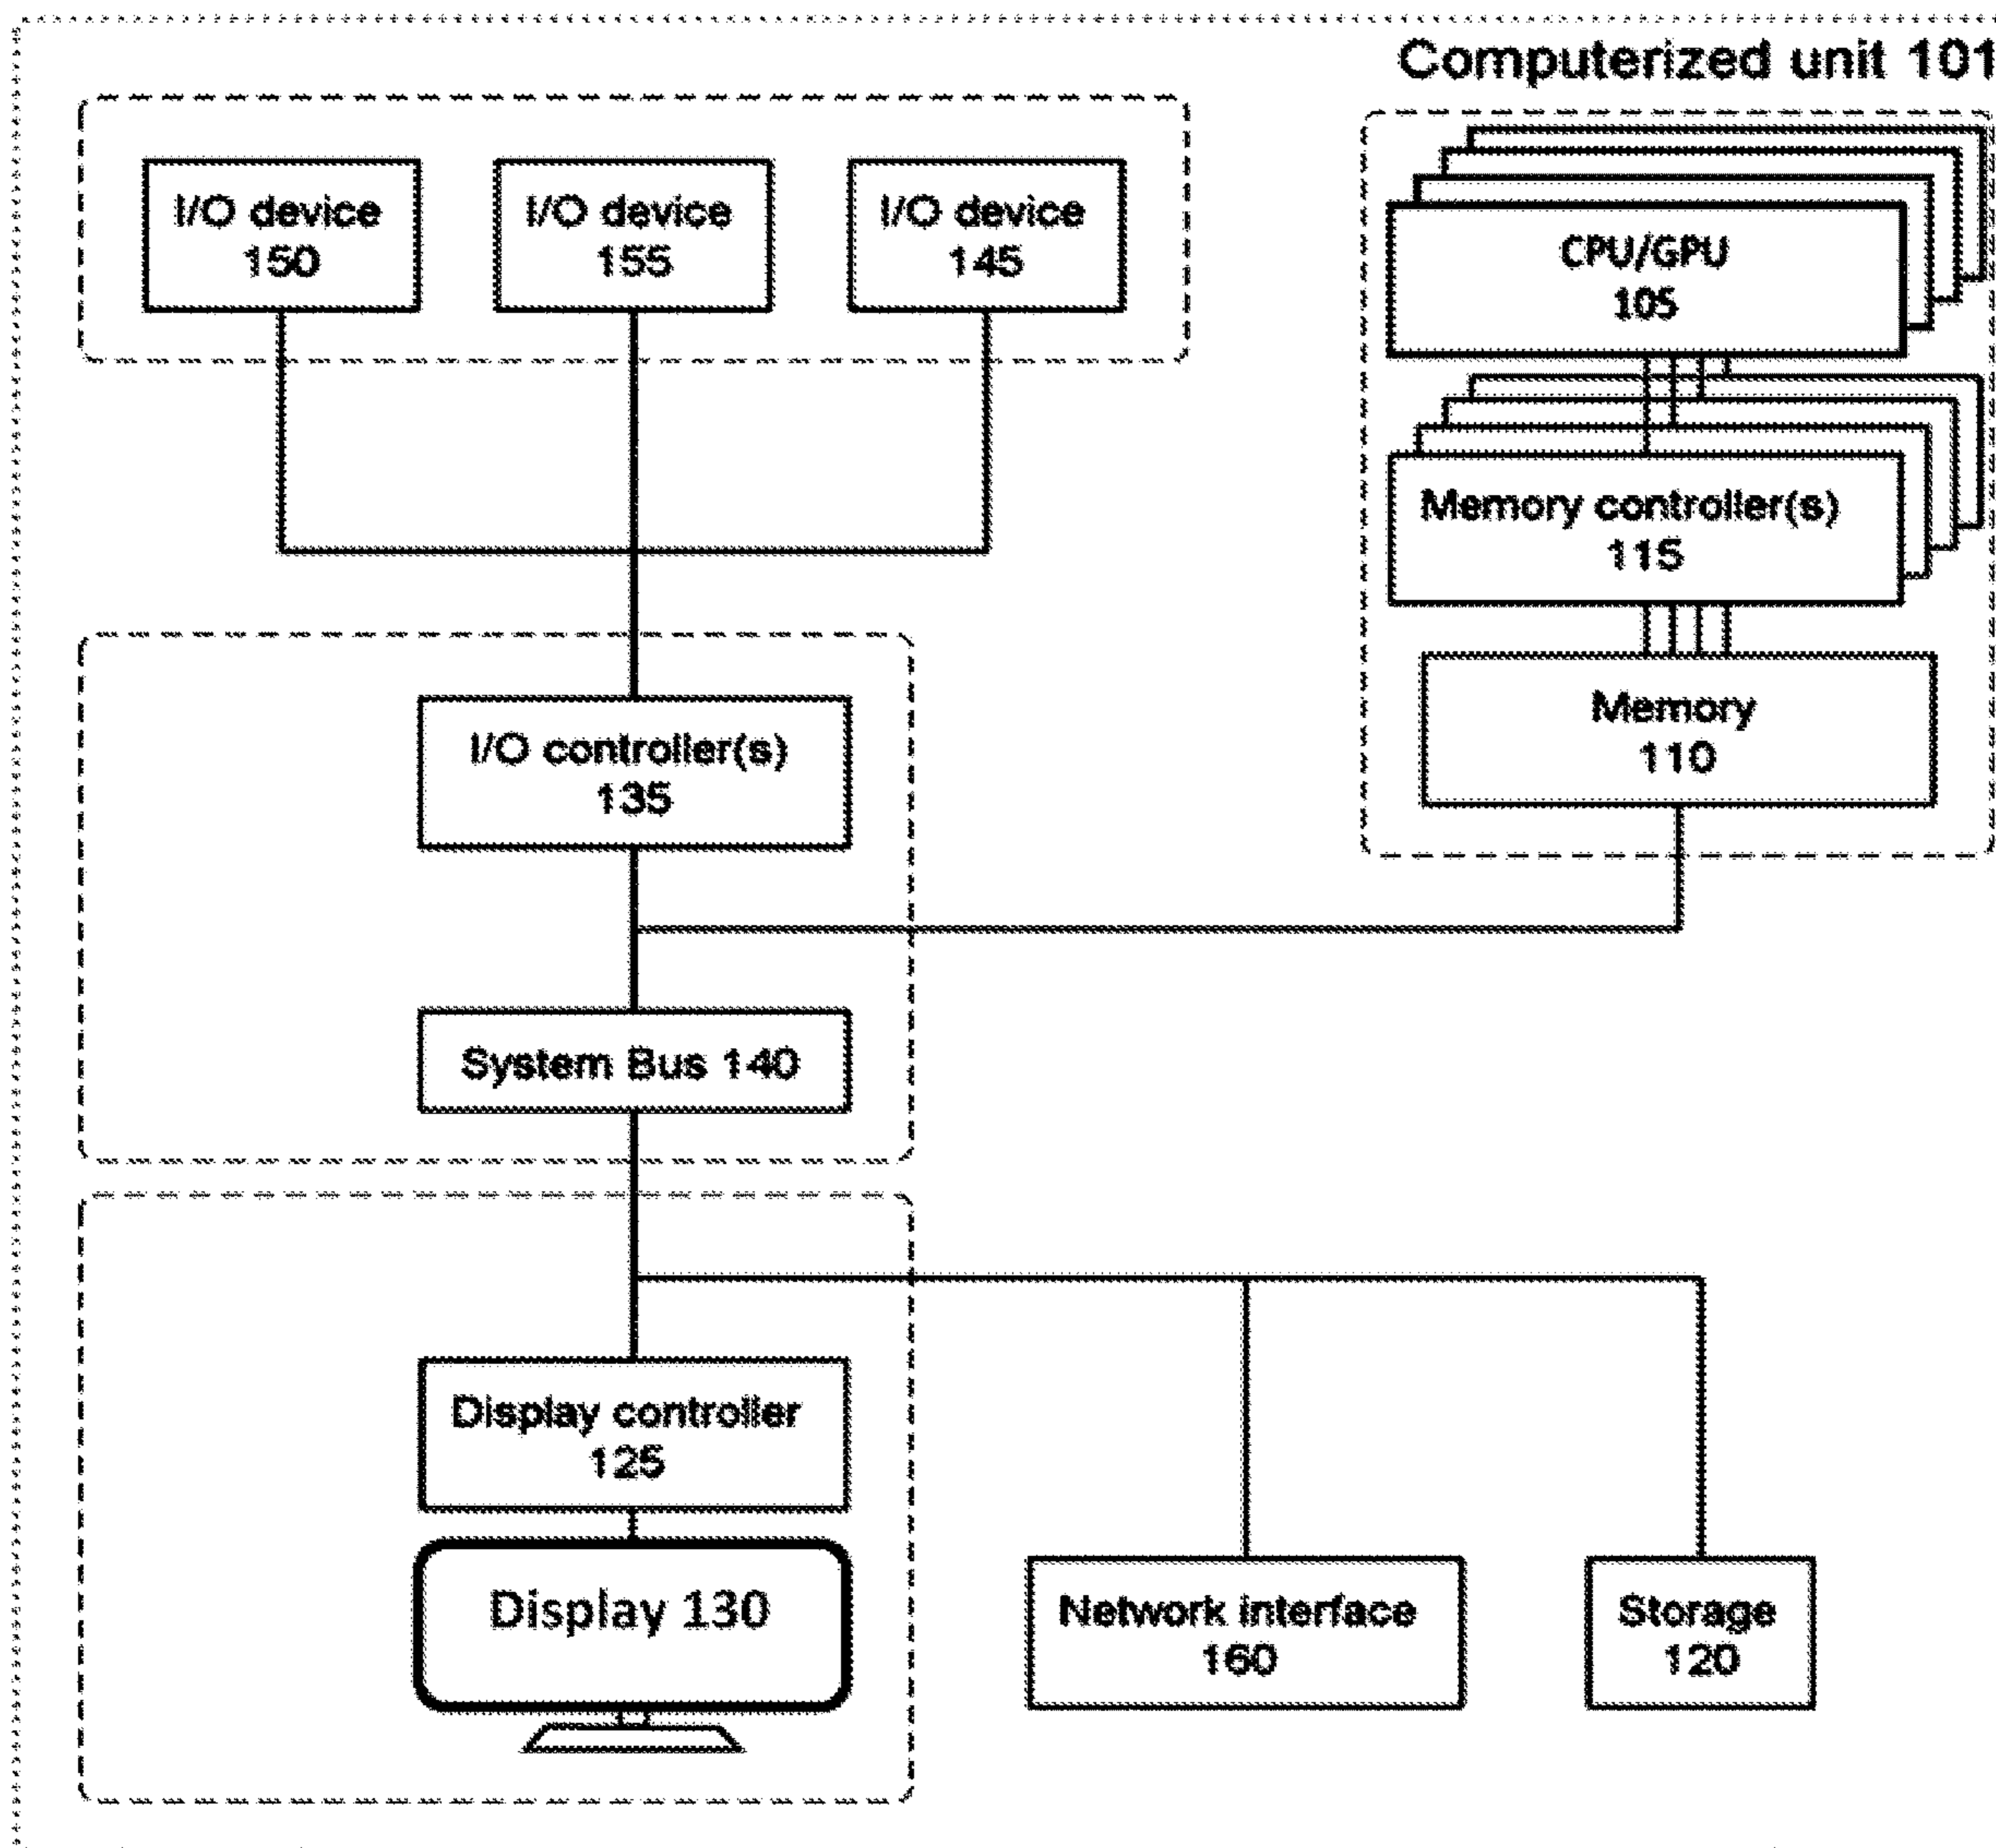 Computerized unit 101
I/O device
150
I/O device
155
I/O device
145
CPU/GPU
105
Memory controller(s)
115
Memory
110
I/O controller(s)
135
System Bus 140
Display controller
125
Display 130
Network interface
160
Storage
120